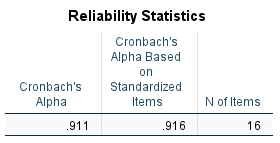 Reliability Statistics
Cronbach's
Alpha
Cronbach's
Alpha Based
on
Standardized
Items
N of Items
.911 .916 16